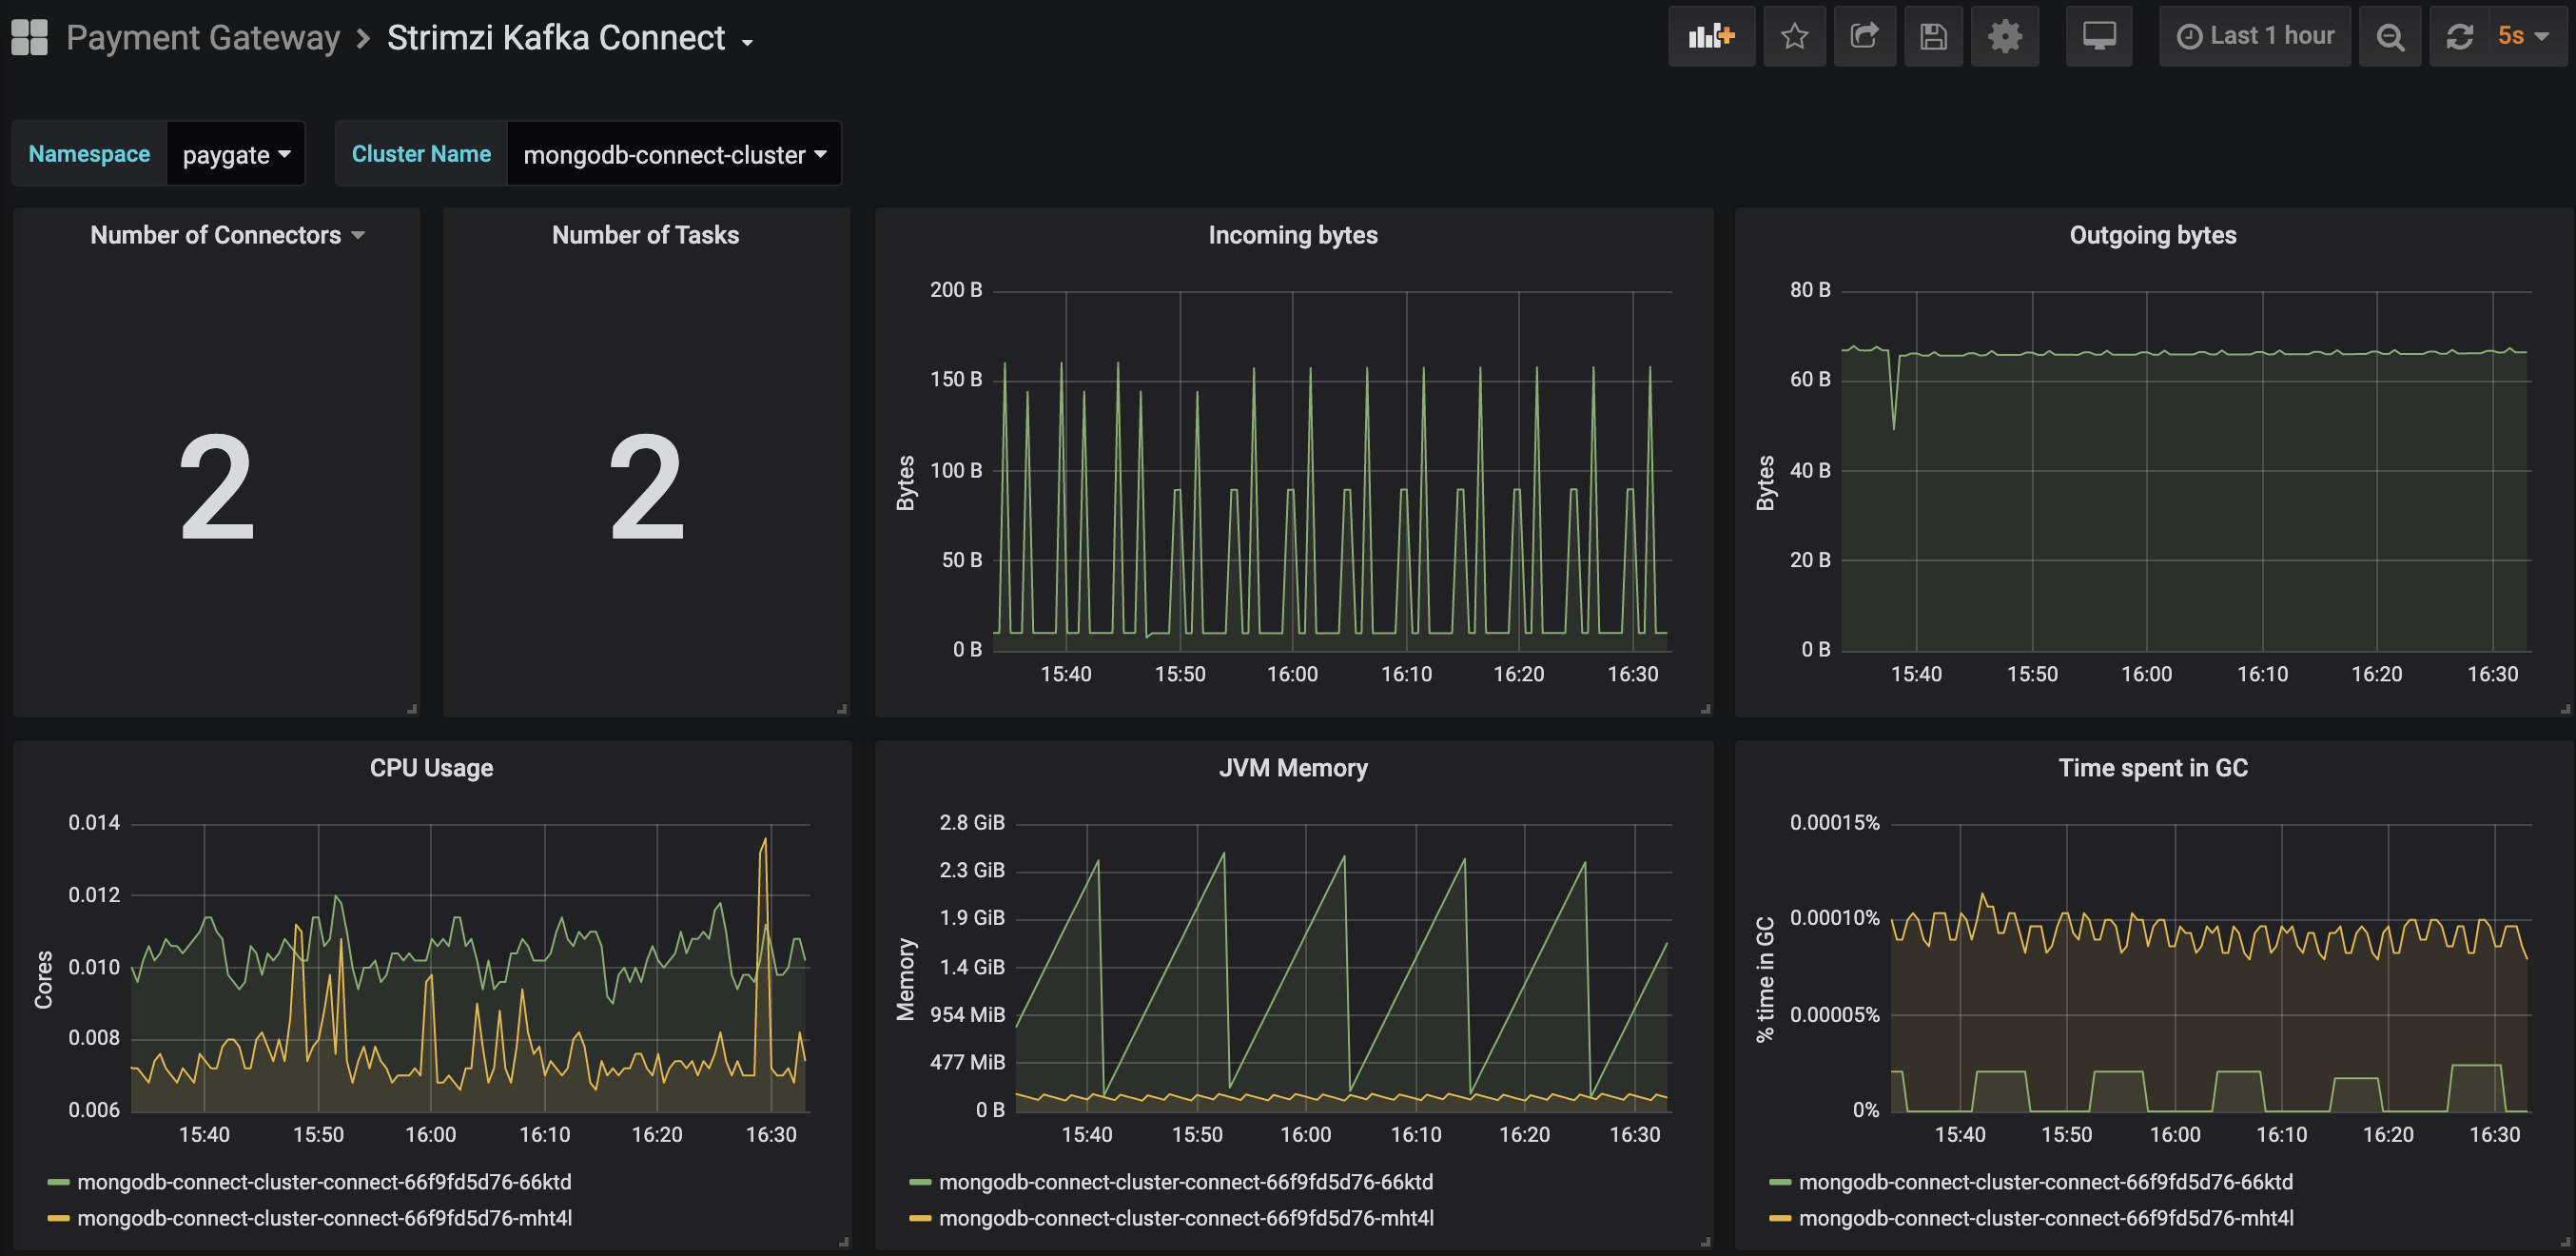 Payment Gateway > Strimzi Kafka Connect
Last 1 hour
5s
Namespace paygate
Cluster Name mongodb-connect-cluster
Number of Connectors
2
Number of Tasks
2
Incoming bytes
Bytes
200 B
150 B
100 B
50 B
0 B
15:40 15:50 16:00 16:10 16:20 16:30
Outgoing bytes
Bytes
80 B
60 B
40 B
20 B
0 B
15:40 15:50 16:00 16:10 16:20 16:30
CPU Usage
Cores
0.014
0.012
0.010
0.008
0.006
15:40 15:50 16:00 16:10 16:20 16:30
mongodb-connect-cluster-connect-66f9fd5d76-66ktd
mongodb-connect-cluster-connect-66f9fd5d76-mht4l
JVM Memory
Memory
2.8 GiB
2.3 GiB
1.9 GiB
1.4 GiB
954 MiB
477 MiB
0 B
15:40 15:50 16:00 16:10 16:20 16:30
mongodb-connect-cluster-connect-66f9fd5d76-66ktd
mongodb-connect-cluster-connect-66f9fd5d76-mht4l
Time spent in GC
% time in GC
0.00015%
0.00010%
0.00005%
0%
15:40 15:50 16:00 16:10 16:20 16:30
mongodb-connect-cluster-connect-66f9fd5d76-66ktd
mongodb-connect-cluster-connect-66f9fd5d76-mht4l